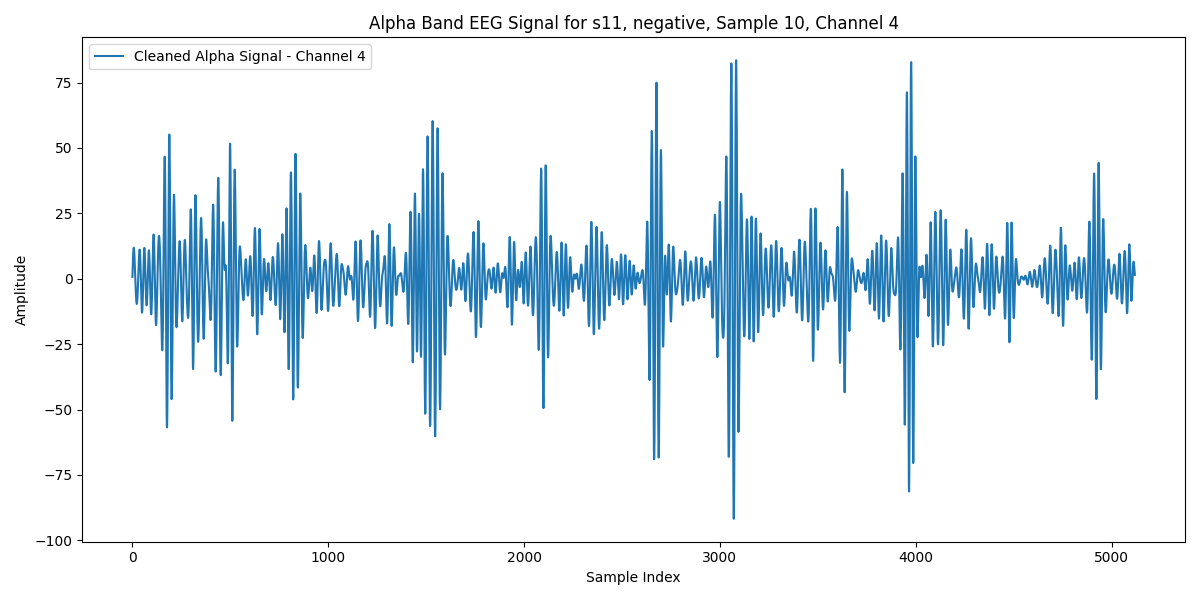 Alpha Band EEG Signal for s11, negative, Sample 10, Channel 4
Cleaned Alpha Signal - Channel 4
75
50
25
0
−25
−50
−75
−100
Amplitude
0 1000 2000 3000 4000 5000
Sample Index